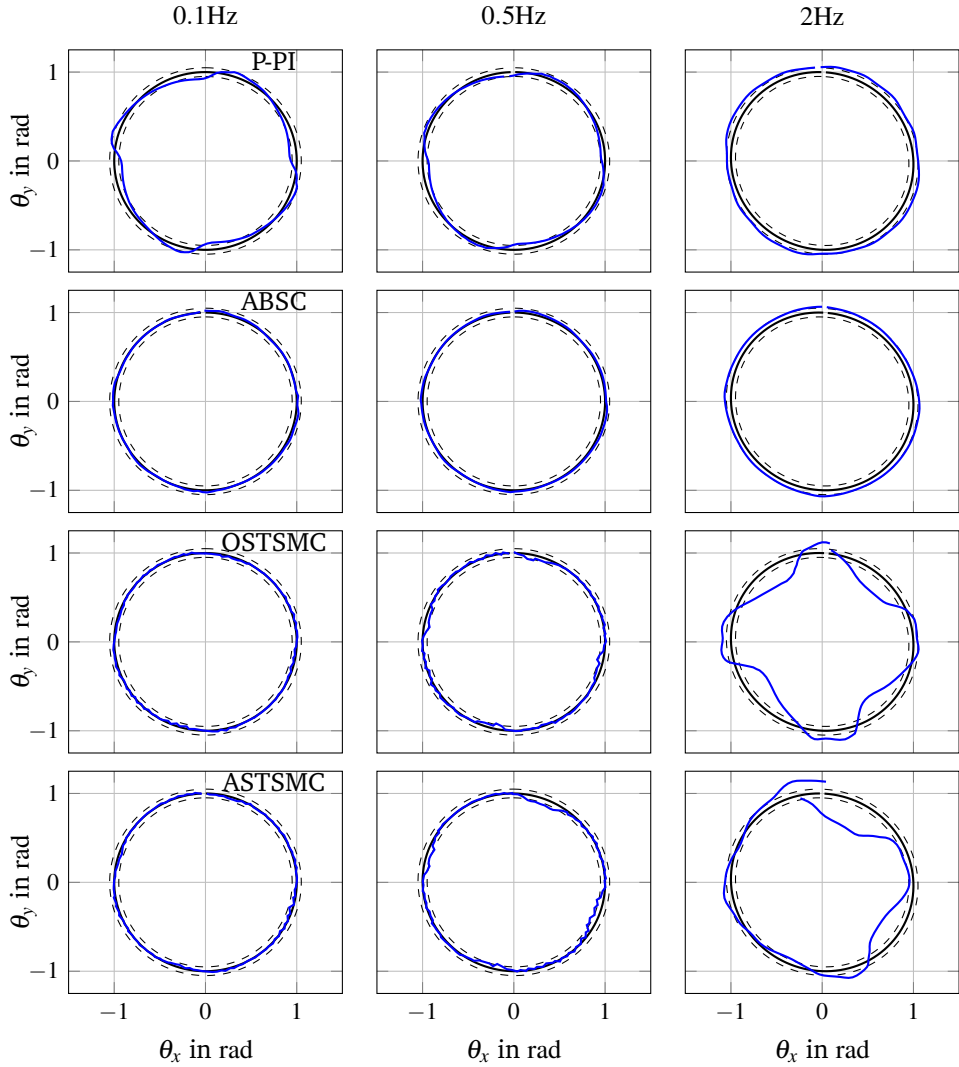 0.1Hz 0.5Hz 2Hz
P-PI
1
0
−1
θy in rad
ABSC
1
0
−1
θy in rad
OSTSMC
1
0
−1
θy in rad
ASTSMC
1
0
−1
θy in rad
−1 0 1 −1 0 1 −1 0 1
θx in rad θx in rad θx in rad